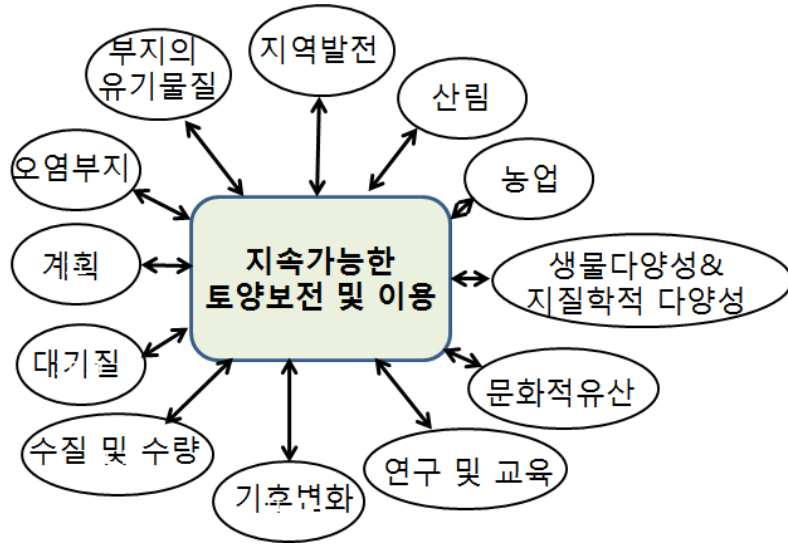 부지의
유기물질
지역발전
산림
오염부지
농업
계획
지속가능한
토양보전 및 이용
생물다양성&
지질학적 다양성
대기질
문화적유산
수질 및 수량
연구 및 교육
기후변화